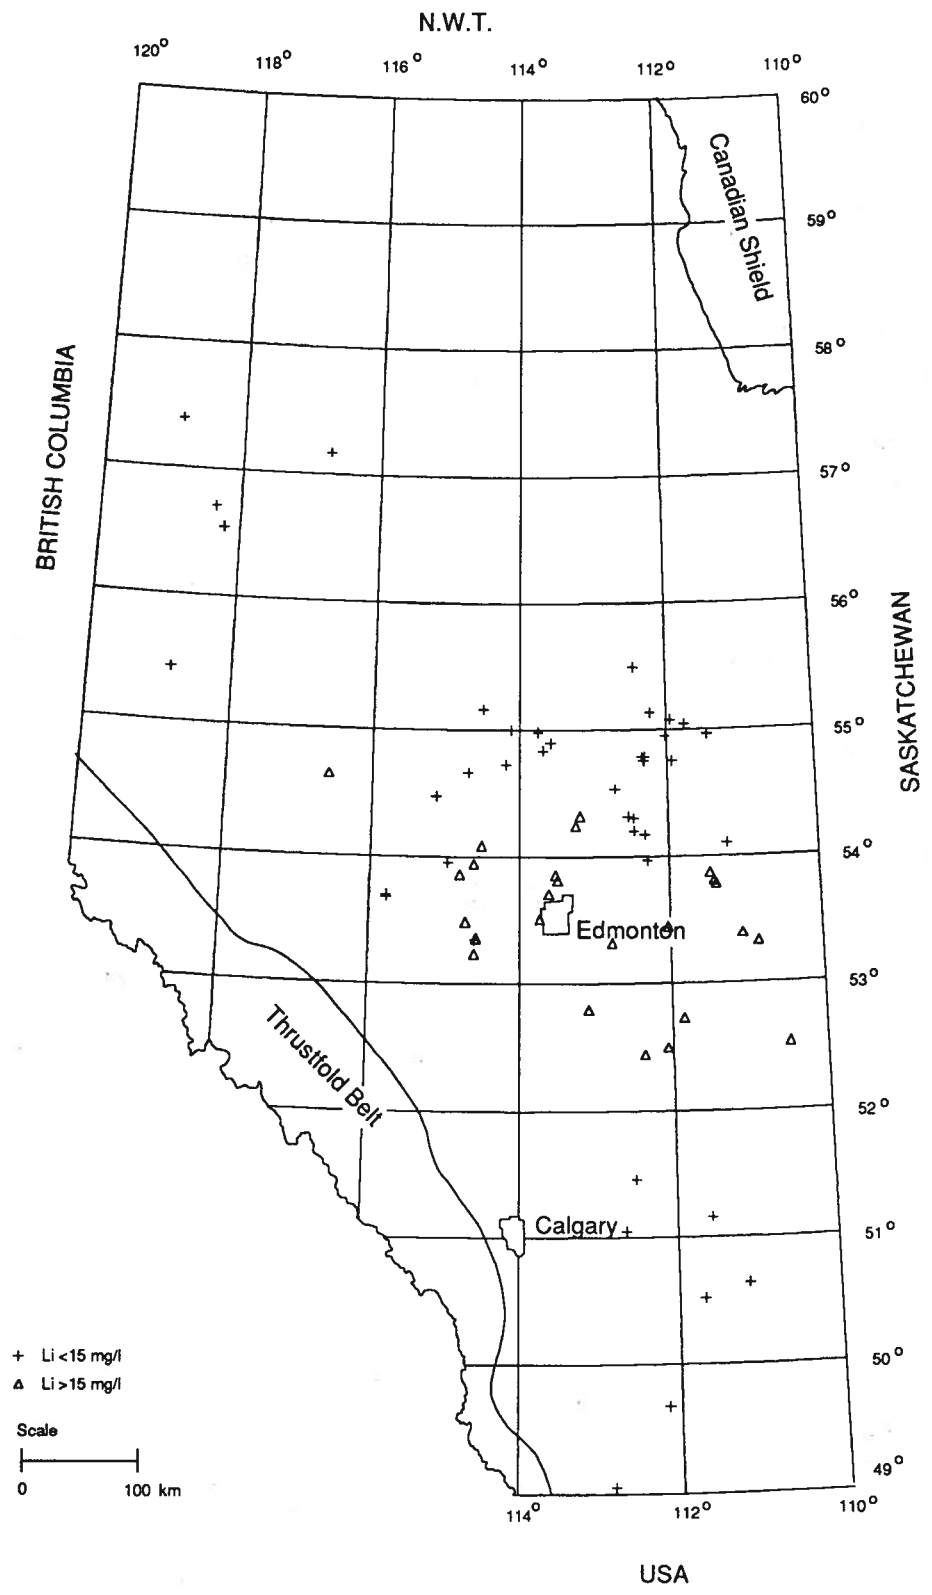 N.W.T.
120°
118°
116°
114°
112°
110°
60°
Canadian Shield
59°
58°
BRITISH COLUMBIA
57°
56°
SASKATCHEWAN
55°
54°
Edmonton
53°
Thrustfold Belt
52°
Calgary
51°
+ Li <15 mg/l
50°
Δ Li >15 mg/l
Scale
0 100 km
49°
114°
112°
110°
USA